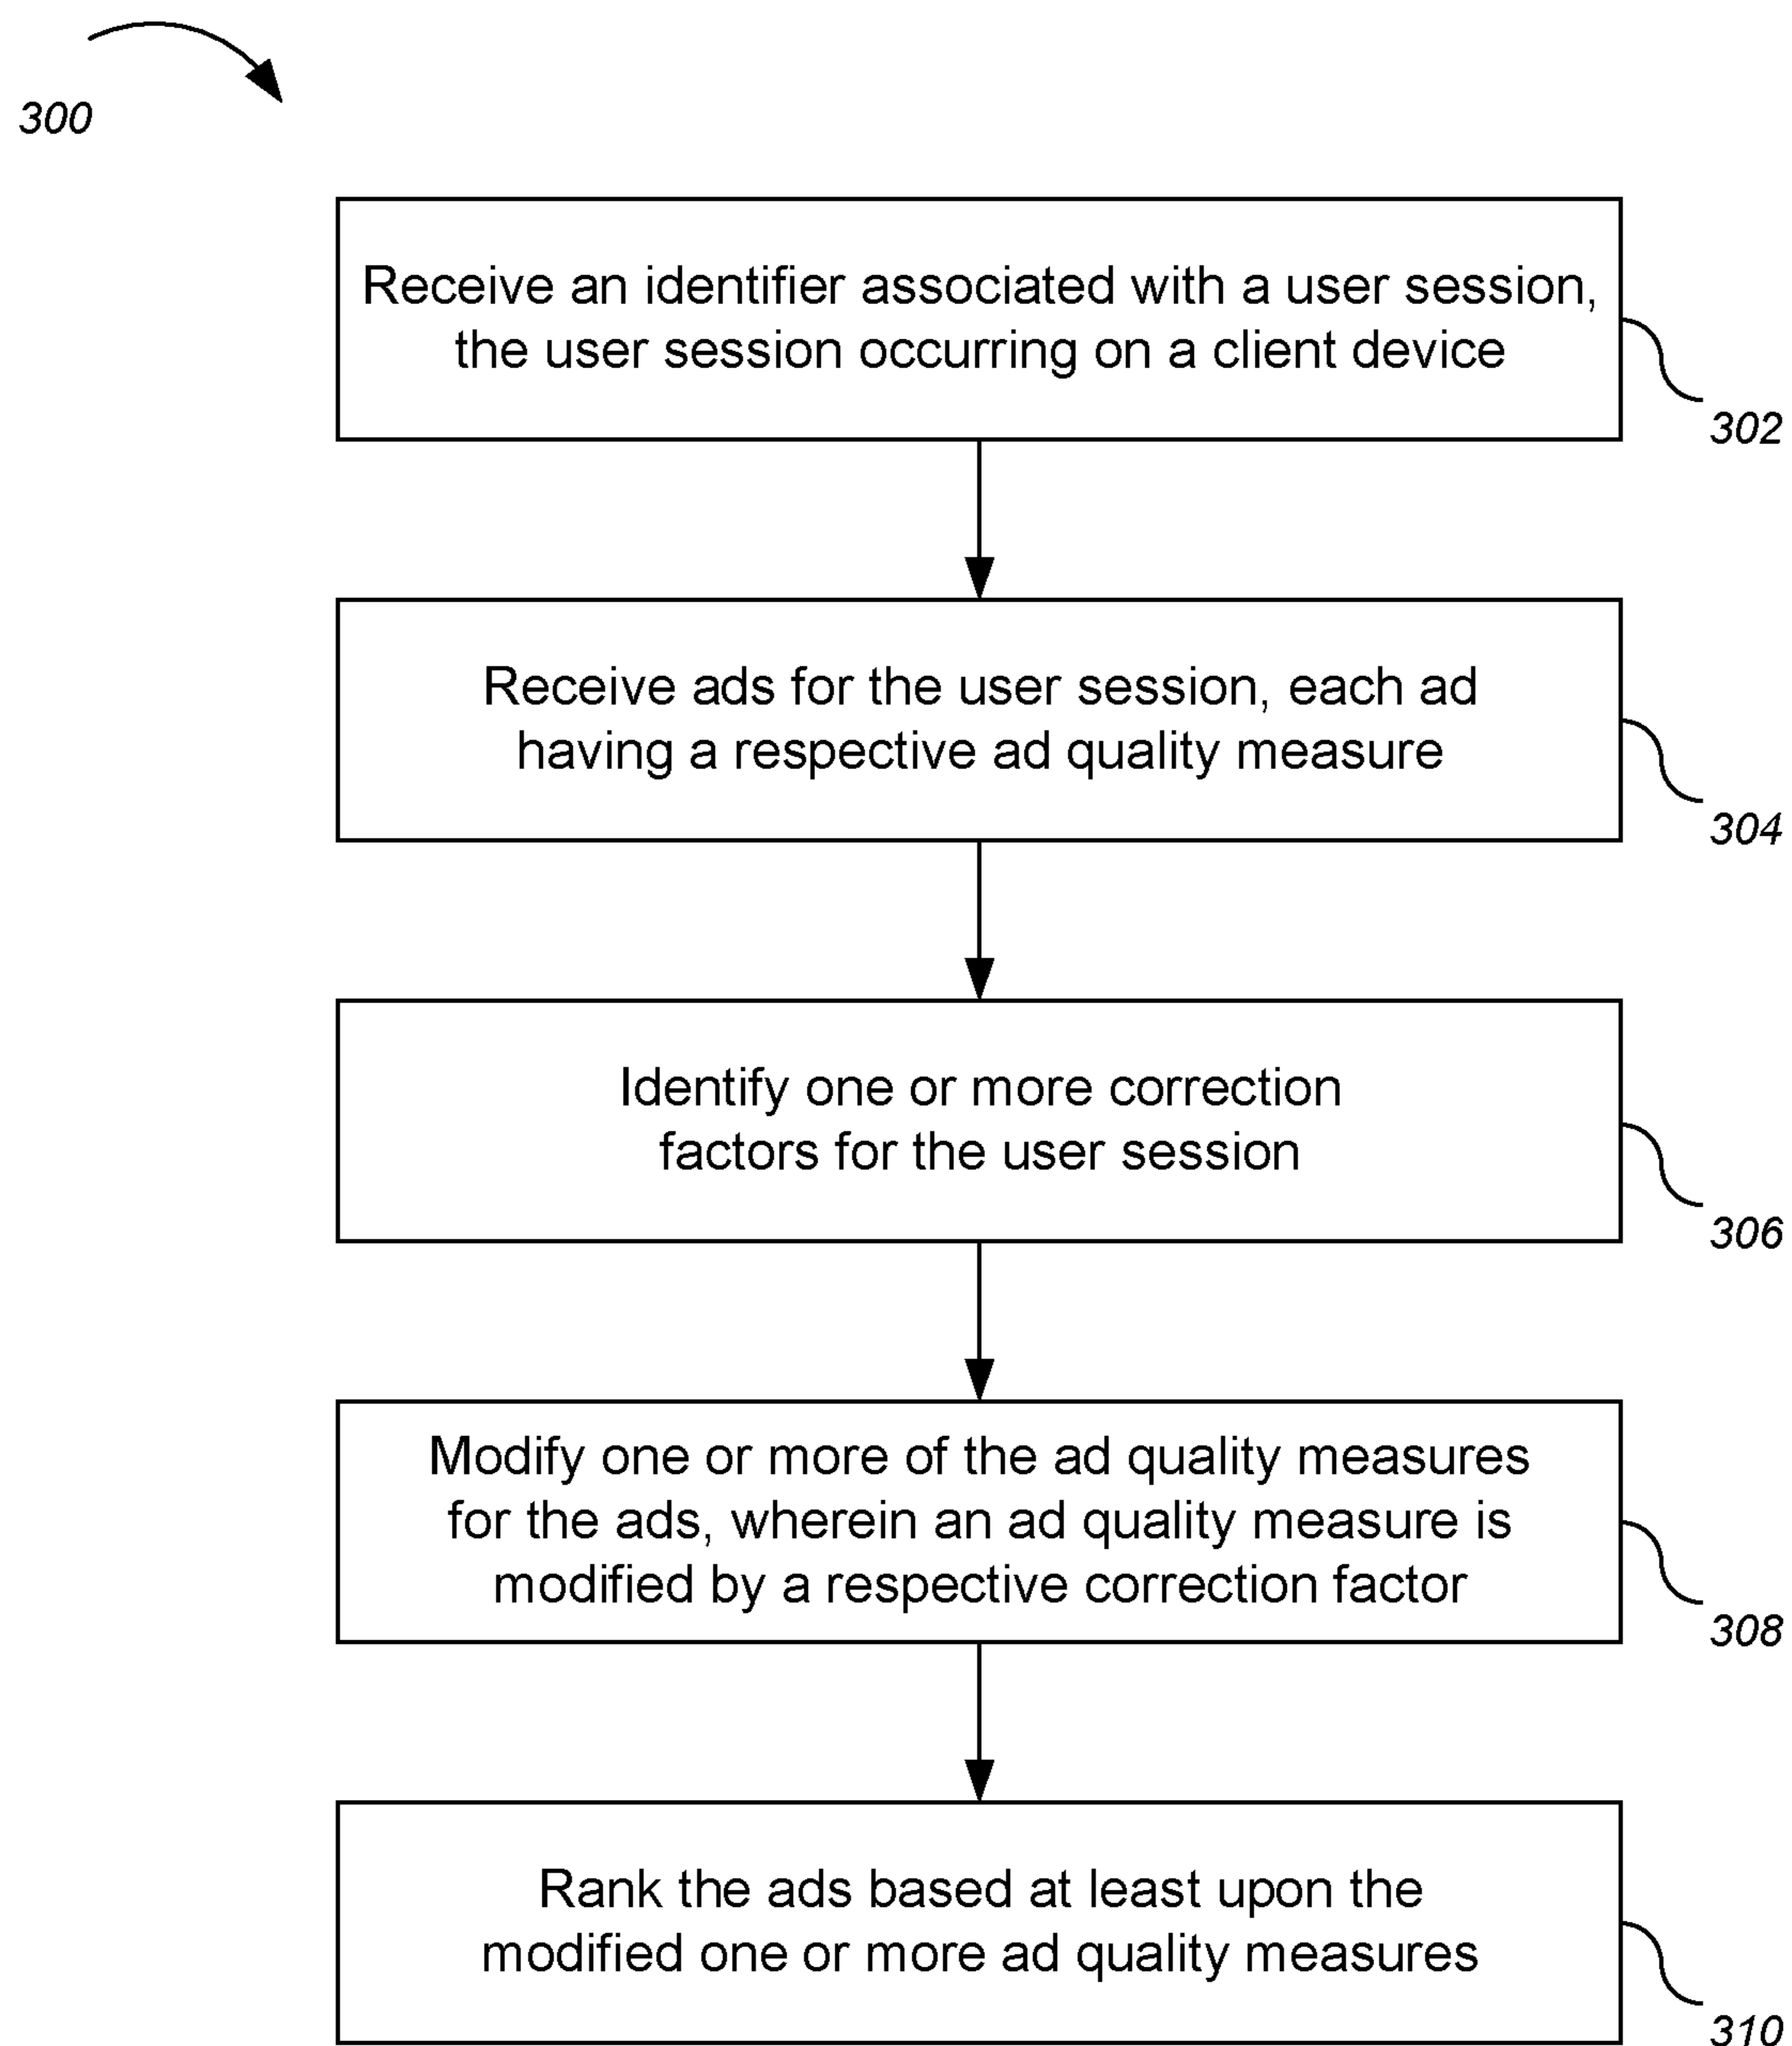 300
Receive an identifier associated with a user session,
the user session occurring on a client device
302
Receive ads for the user session, each ad
having a respective ad quality measure
304
Identify one or more correction
factors for the user session
306
Modify one or more of the ad quality measures
for the ads, wherein an ad quality measure is
modified by a respective correction factor
308
Rank the ads based at least upon the
modified one or more ad quality measures
310